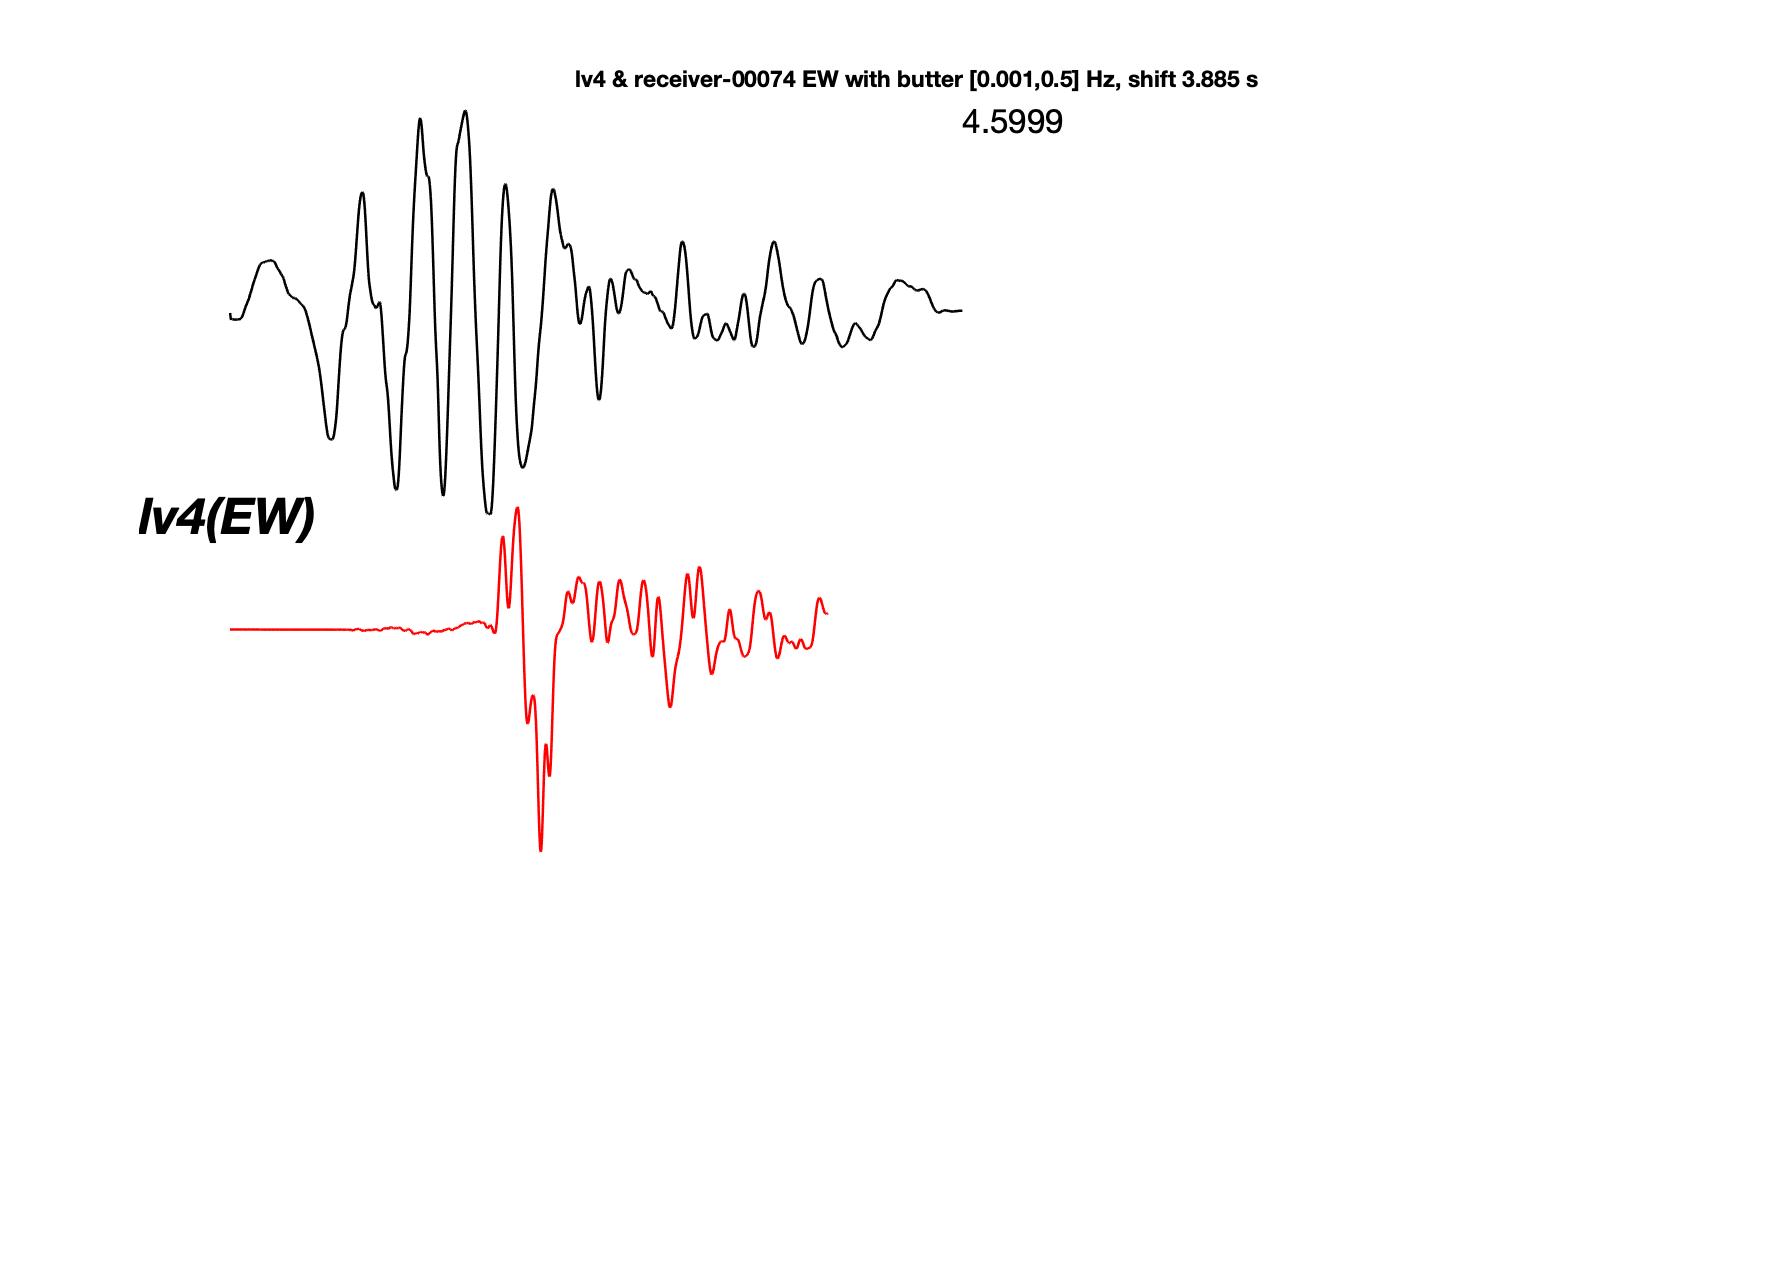 lv4 & receiver-00074 EW with butter [0.001,0.5] Hz, shift 3.885 s
4.5999
lv4(EW)